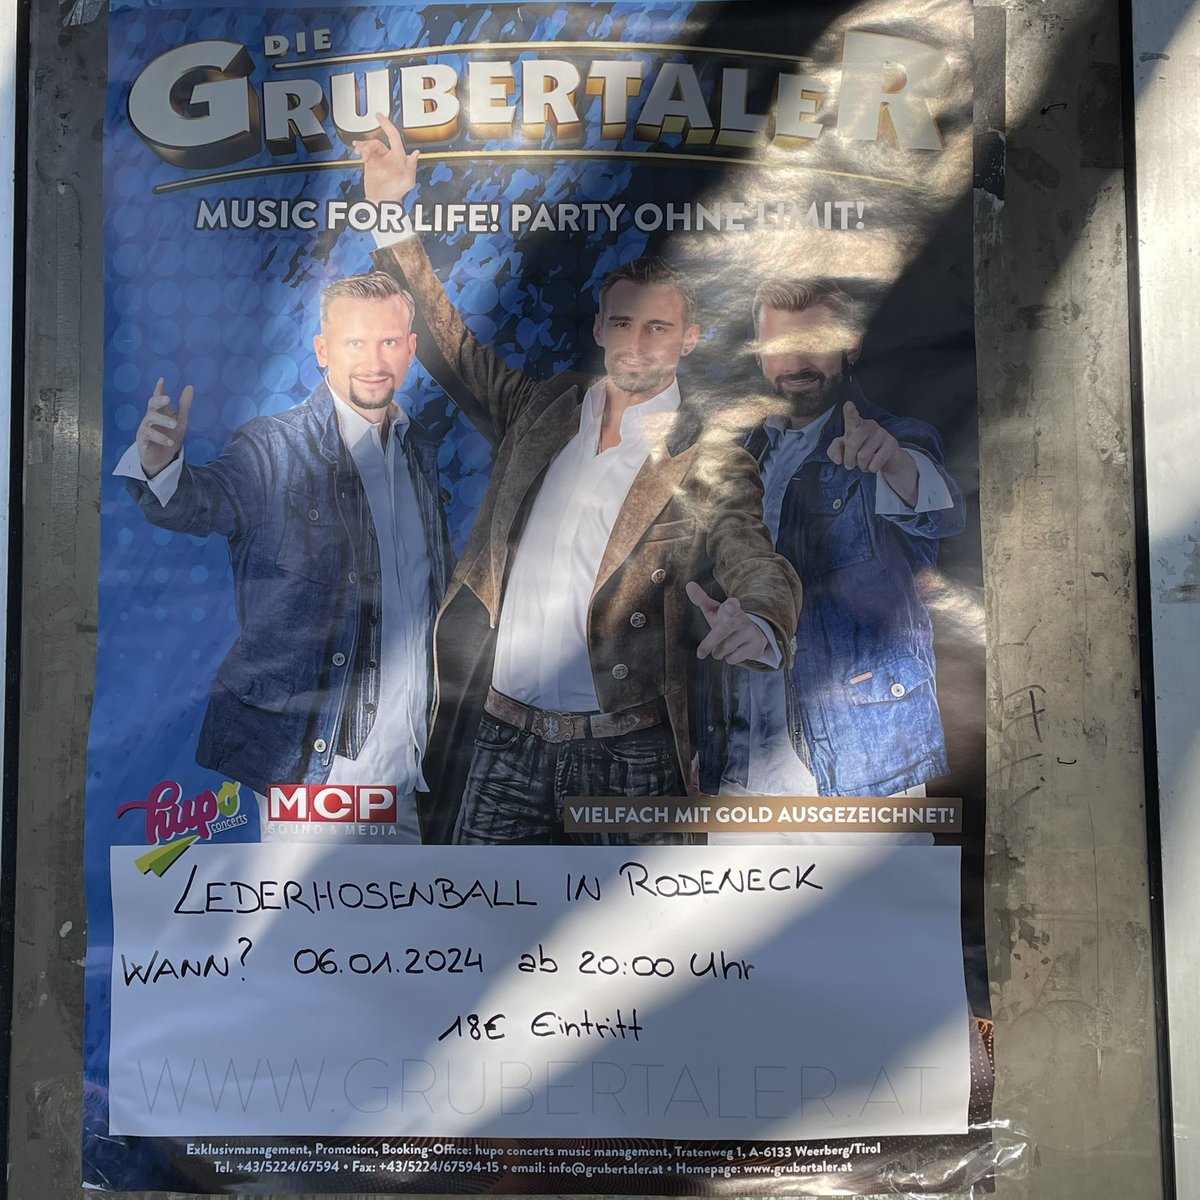 DIE
GRUBERTALER
MUSIC FOR LIFE! PARTY OHNE LIMIT!
hupo
concerts
MCP
SOUND & MEDIA
VIELFACH MIT GOLD AUSGEZEICHNET!
LEDERHOSENBALL IN RODENECK
WANN? 06.01.2024 ab 20:00 Uhr
18€ Eintritt
WWW.GRUBERTALER.AT
Exklusivmanagement, Promotion, Booking-Office: hupo concerts music management, Tratenweg 1, A-6133 Weerberg/Tirol
Tel. +43/5224/67594 • Fax: +43/5224/67594-15 • email: info@grubertaler.at • Homepage: www.grubertaler.at